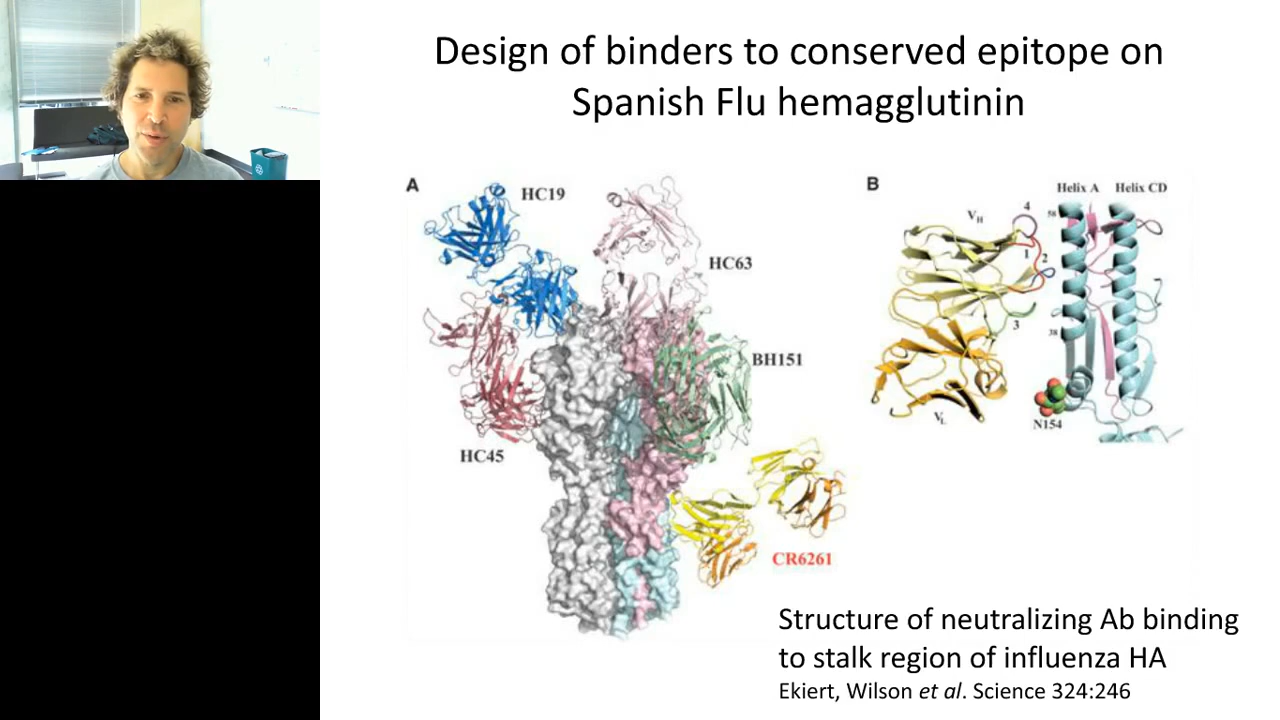 Design of binders to conserved epitope on
Spanish Flu hemagglutinin
A
HC19
HC63
BH151
HC45
CR6261
B
Helix A Helix CD
VH
4
58
1
2
3
38
VL
N154
Structure of neutralizing Ab binding
to stalk region of influenza HA
Ekiert, Wilson et al. Science 324:246